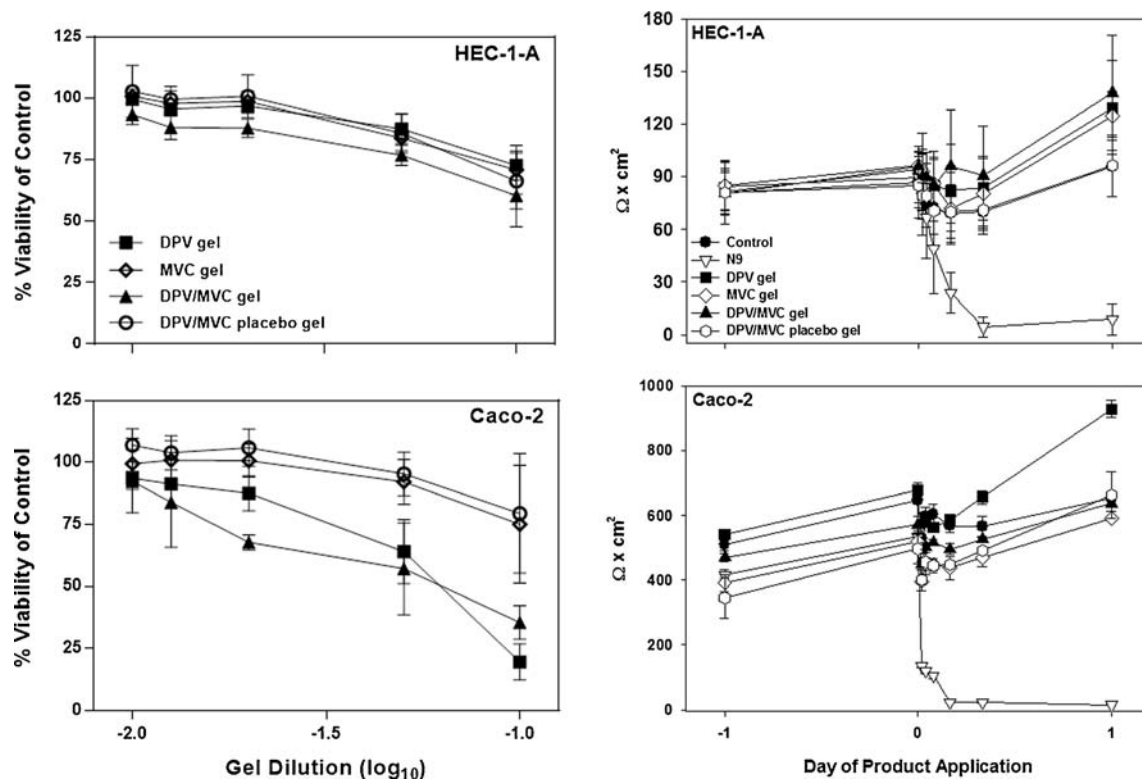 125
HEC-1-A
100
75
50
25
0
% Viability of Control
DPV gel
MVC gel
DPV/MVC gel
DPV/MVC placebo gel
180
HEC-1-A
150
120
90
60
30
0
Ω x cm²
Control
N9
DPV gel
MVC gel
DPV/MVC gel
DPV/MVC placebo gel
125
Caco-2
100
75
50
25
0
% Viability of Control
-2.0
-1.5
-1.0
Gel Dilution (log₁₀)
1000
Caco-2
800
600
400
200
0
Ω x cm²
-1
0
1
Day of Product Application